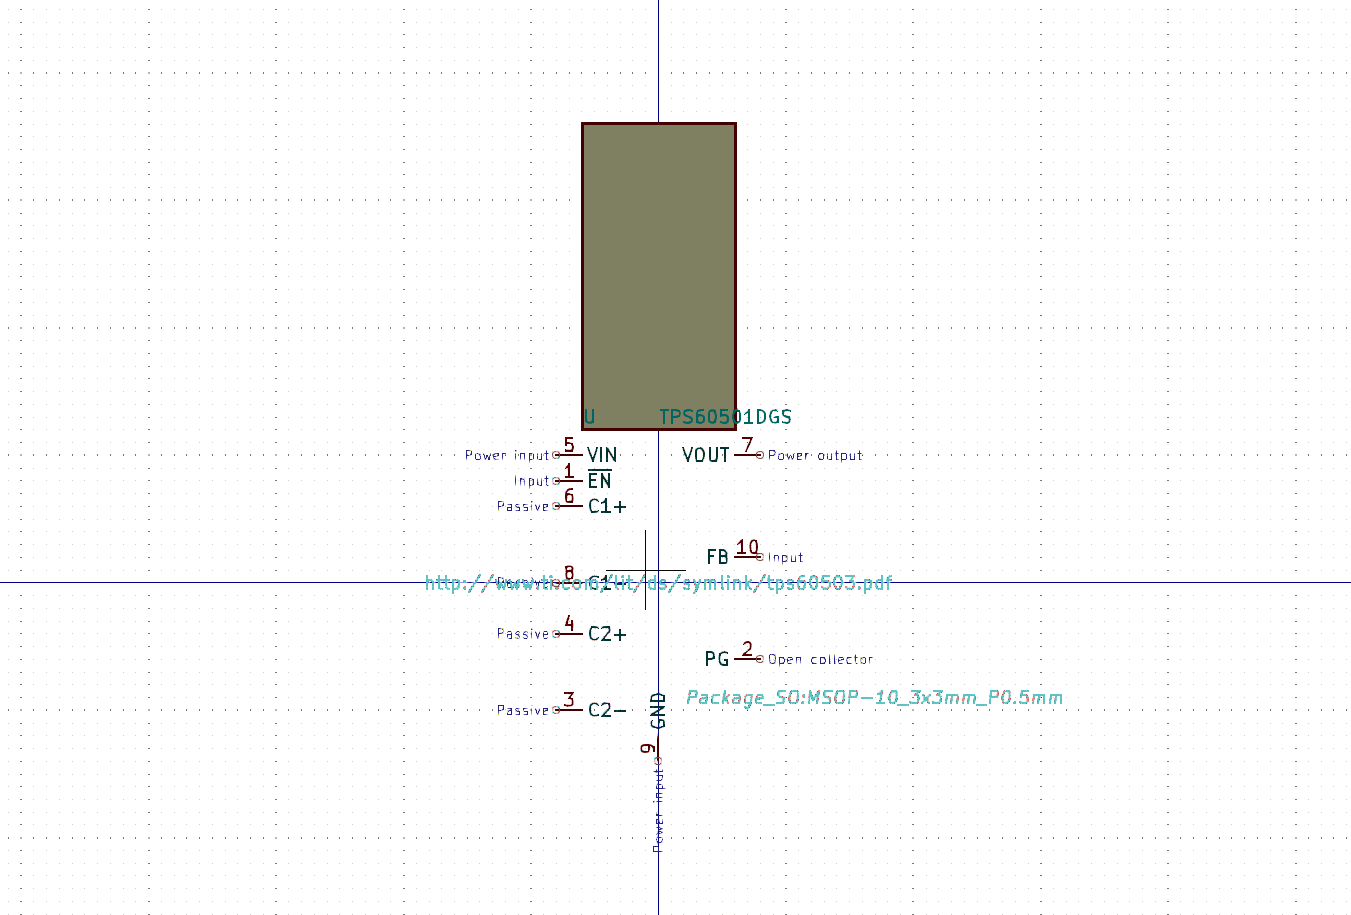 U TPS60501DGS
Power input 5 VIN VOUT 7 Power output
Input 1 EN
Passive 6 C1+
FB 10 Input
Passive 8 C1-
http://www.ti.com/lit/ds/symlink/tps60503.pdf
Passive 4 C2+
PG 2 Open collector
Package_SO:MSOP-10_3x3mm_P0.5mm
Passive 3 C2-
GND
9
Power input